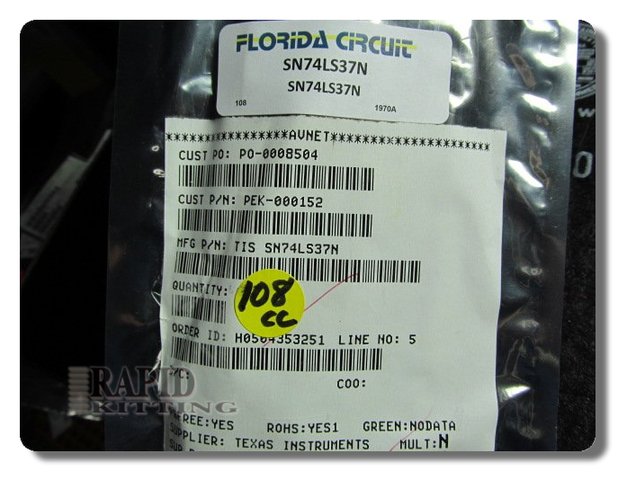 FLORIDA CIRCUIT
SN74LS37N
SN74LS37N
108 1970A
******************AVNET**********************
CUST PO: PO-0008504
CUST P/N: PEK-000152
MFG P/N: TIS SN74LS37N
QUANTITY:
108
CC
ORDER ID: H0504353251 LINE NO: 5
/C:
COO:
RAPID
KITTING
FREE:YES ROHS:YES1 GREEN:NODATA
SUPPLIER: TEXAS INSTRUMENTS MULT:N